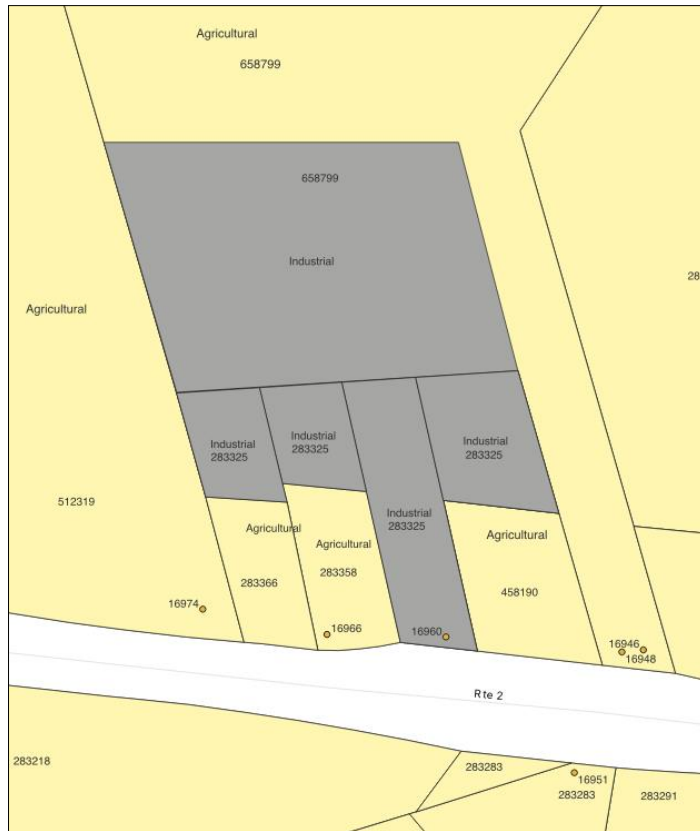 Agricultural
658799
658799
Industrial
28
Agricultural
Industrial
283325
Industrial
283325
Industrial
283325
512319
Industrial
283325
Agricultural
283366
Agricultural
283358
Agricultural
458190
16974
16966
16960
16946
16948
Rte 2
283218
283283
16951
283283
283291